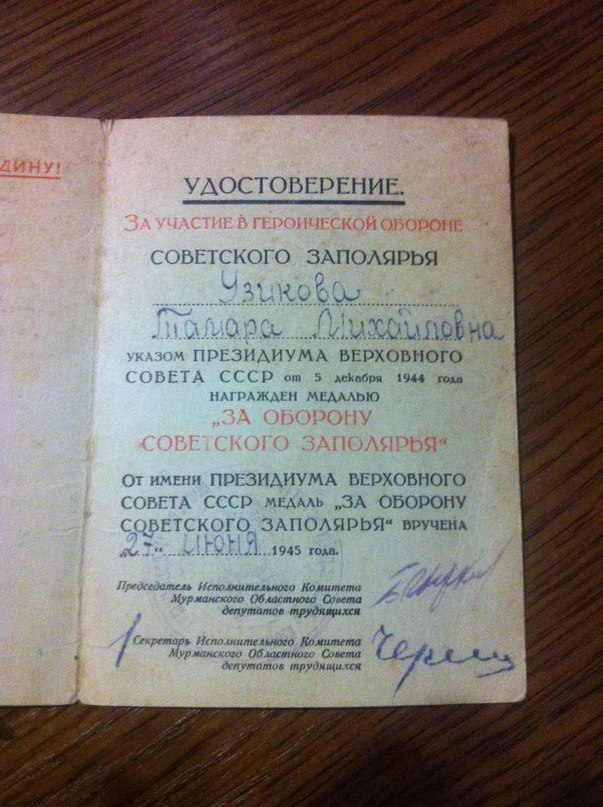 ДИНУ!
УДОСТОВЕРЕНИЕ.
ЗА УЧАСТИЕ В ГЕРОИЧЕСКОЙ ОБОРОНЕ
СОВЕТСКОГО ЗАПОЛЯРЬЯ
Узикова
Тамара Михайловна
УКАЗОМ ПРЕЗИДИУМА ВЕРХОВНОГО
СОВЕТА СССР от 5 декабря 1944 года
НАГРАЖДЕН МЕДАЛЬЮ
„ЗА ОБОРОНУ
СОВЕТСКОГО ЗАПОЛЯРЬЯ“
ОТ ИМЕНИ ПРЕЗИДИУМА ВЕРХОВНОГО
СОВЕТА СССР МЕДАЛЬ „ЗА ОБОРОНУ
СОВЕТСКОГО ЗАПОЛЯРЬЯ“ ВРУЧЕНА
„27“ июня 1945 года.
Председатель Исполнительного Комитета
Мурманского Областного Совета
депутатов трудящихся
Секретарь Исполнительного Комитета
Мурманского Областного Совета
депутатов трудящихся